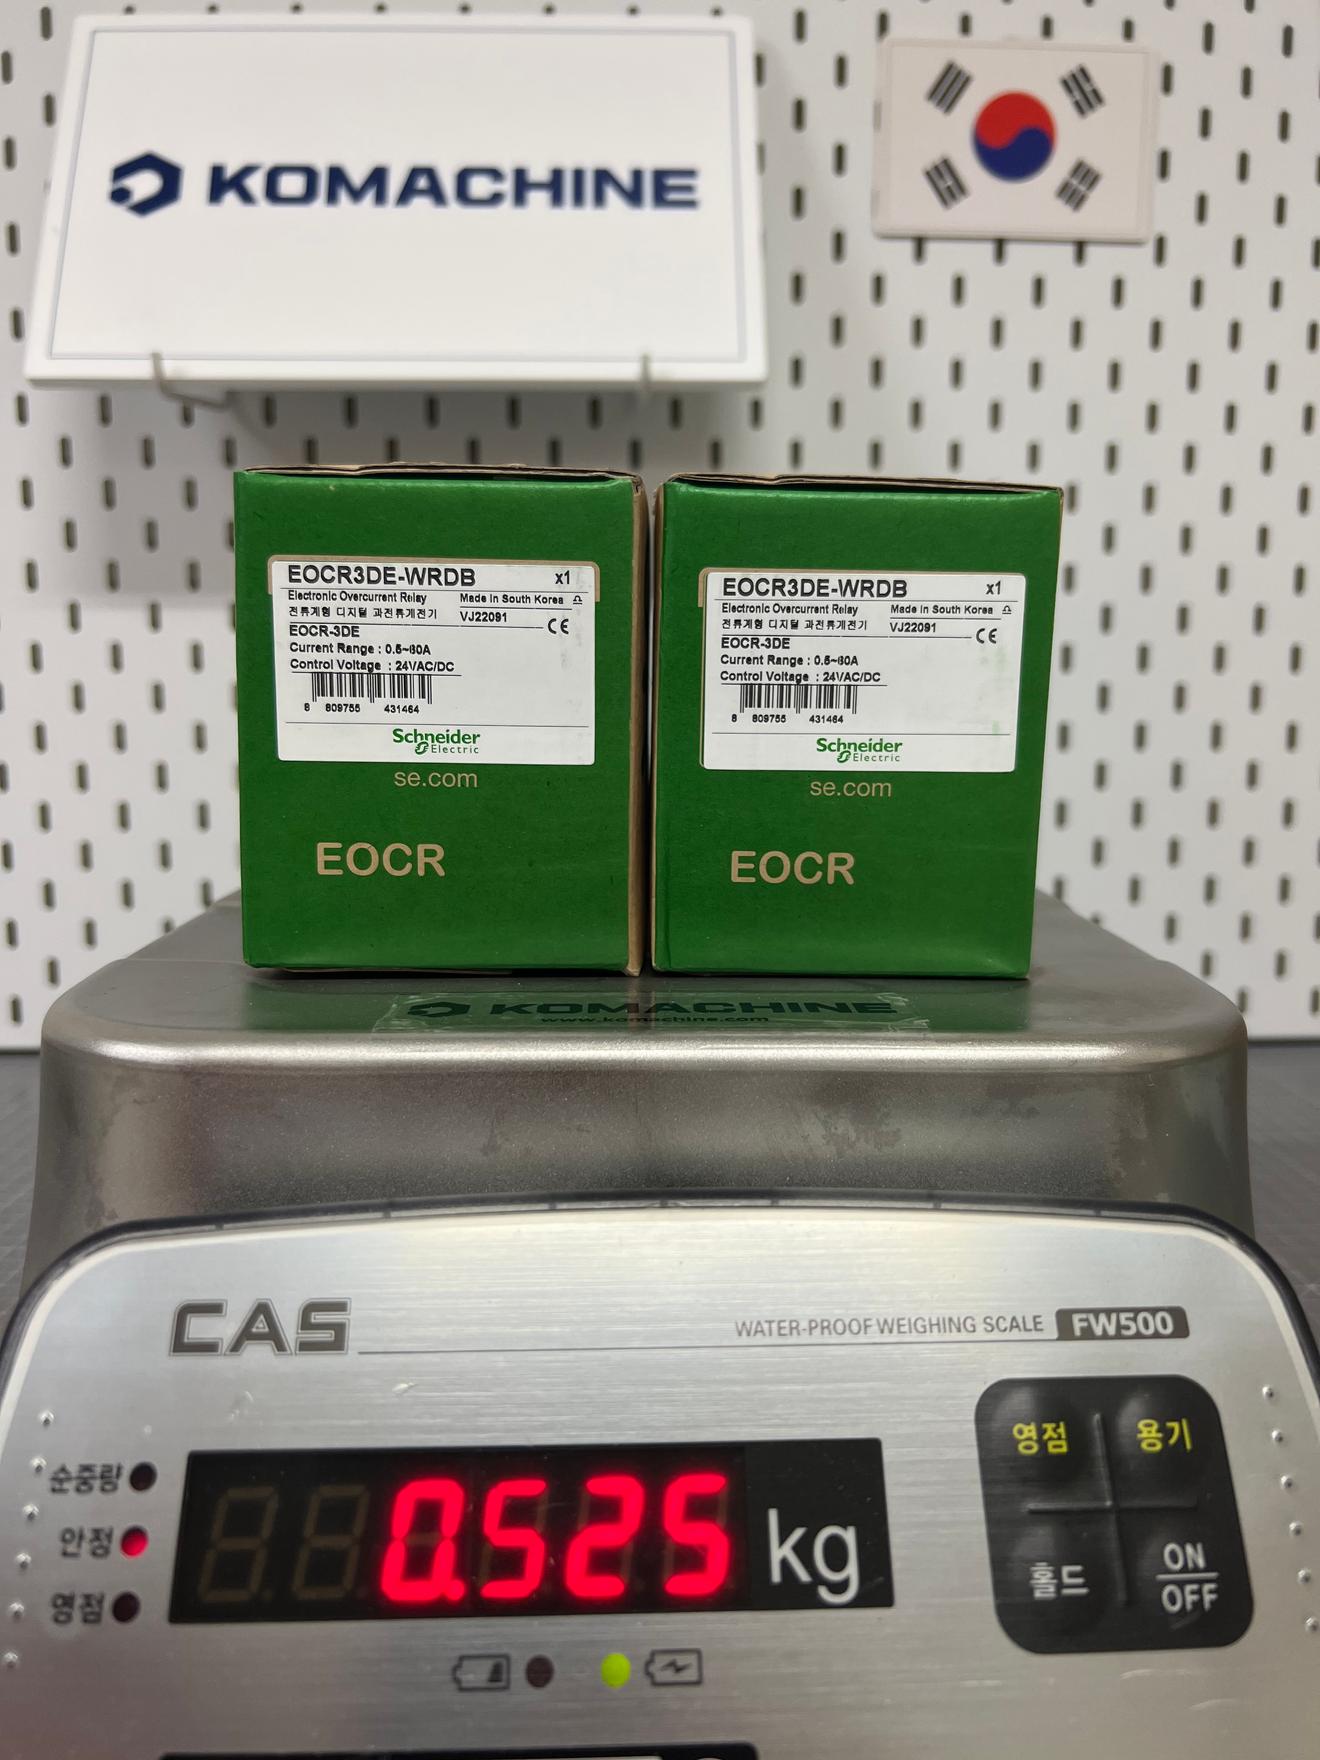 KOMACHINE
EOCR3DE-WRDB x1
Electronic Overcurrent Relay
전류계형 디지털 과전류계전기
Made in South Korea
VJ22091
CE
EOCR-3DE
Current Range : 0.5~60A
Control Voltage : 24VAC/DC
8 809755 431464
Schneider
Electric
se.com
EOCR
EOCR3DE-WRDB x1
Electronic Overcurrent Relay
전류계형 디지털 과전류계전기
Made in South Korea
VJ22091
CE
EOCR-3DE
Current Range : 0.5~60A
Control Voltage : 24VAC/DC
8 809755 431464
Schneider
Electric
se.com
EOCR
KOMACHINE
www.komachine.com
CAS
WATER-PROOF WEIGHING SCALE FW500
영점 용기
순중량
안정
영점
0.525 kg
홀드 ON
OFF